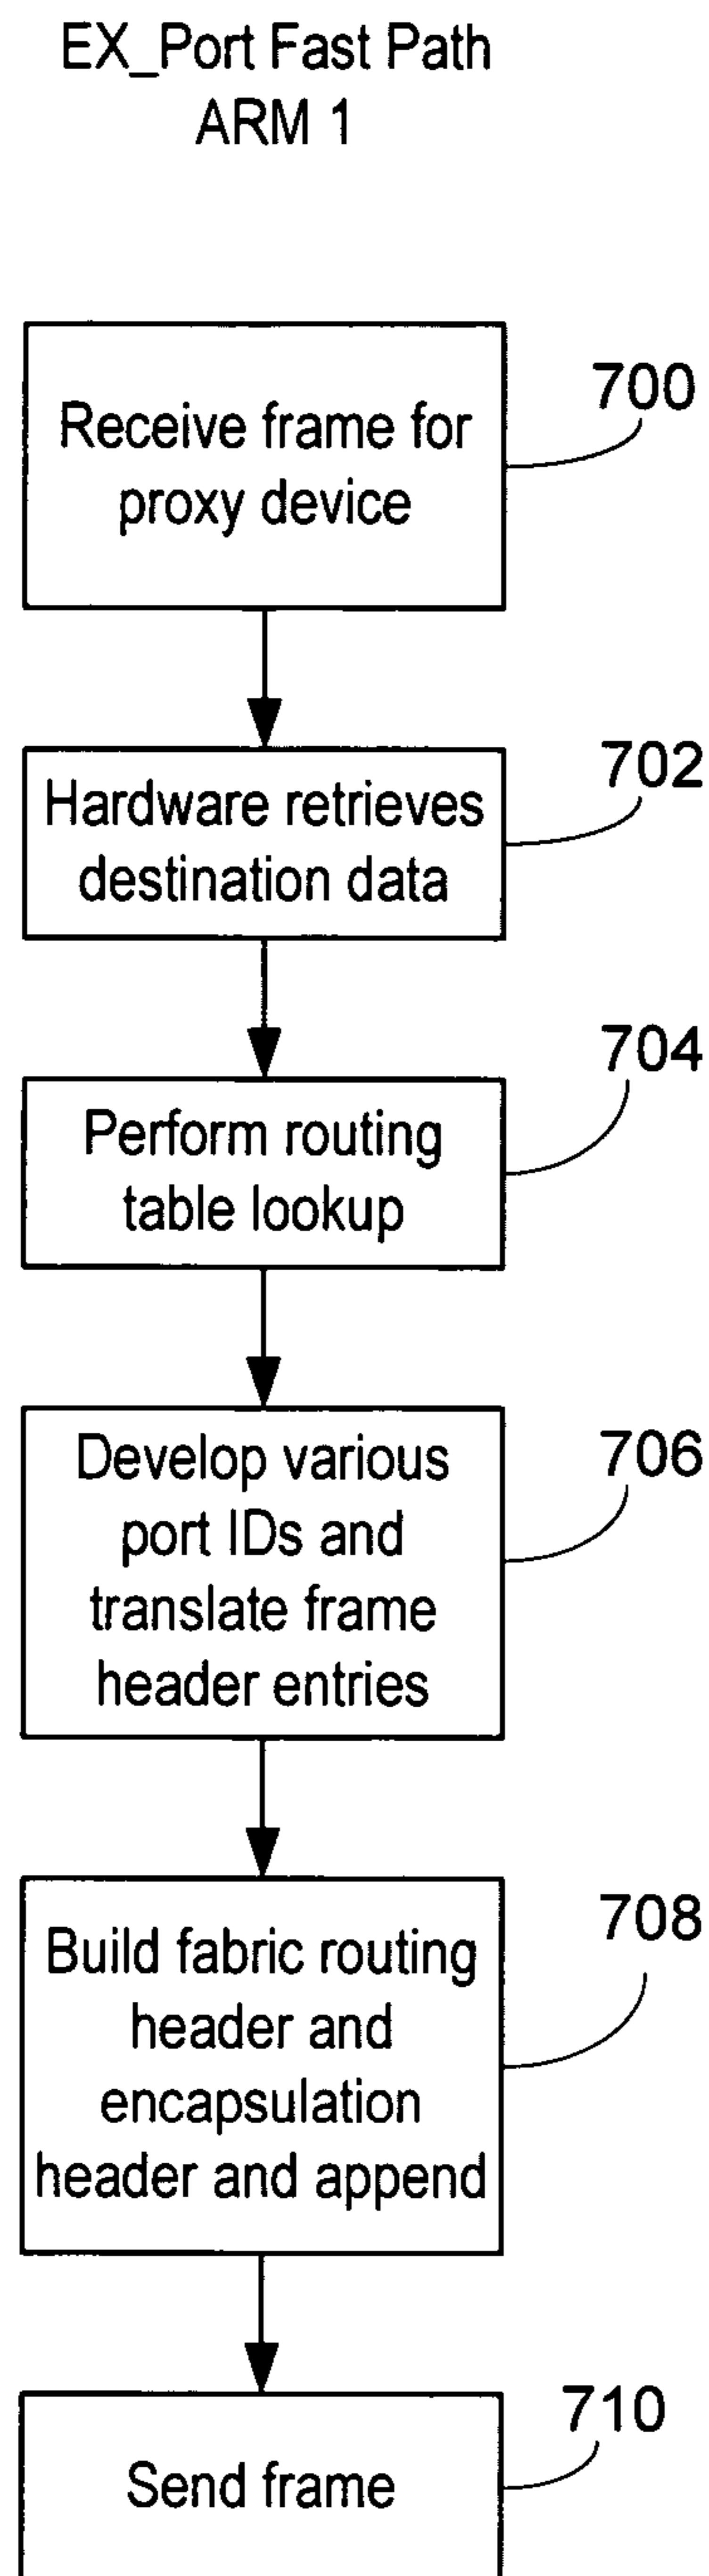 EX_Port Fast Path
ARM 1
Receive frame for
proxy device
700
Hardware retrieves
destination data
702
Perform routing
table lookup
704
Develop various
port IDs and
translate frame
header entries
706
Build fabric routing
header and
encapsulation
header and append
708
Send frame
710